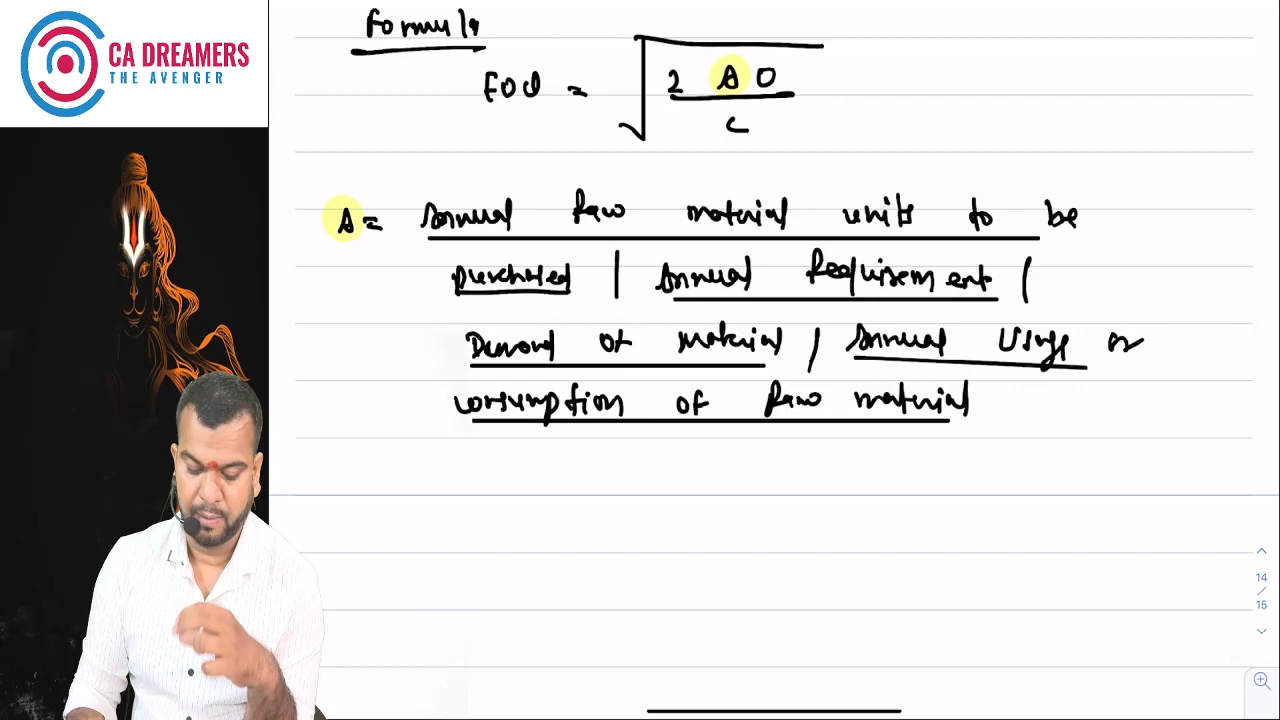 CA DREAMERS
THE AVENGER
Formula
EOQ = √ 2 A O
C
A = Annual Raw material units to be
purchased | Annual Requirement |
Demand of material | Annual Usage or
consumption of Raw material
14
/
15